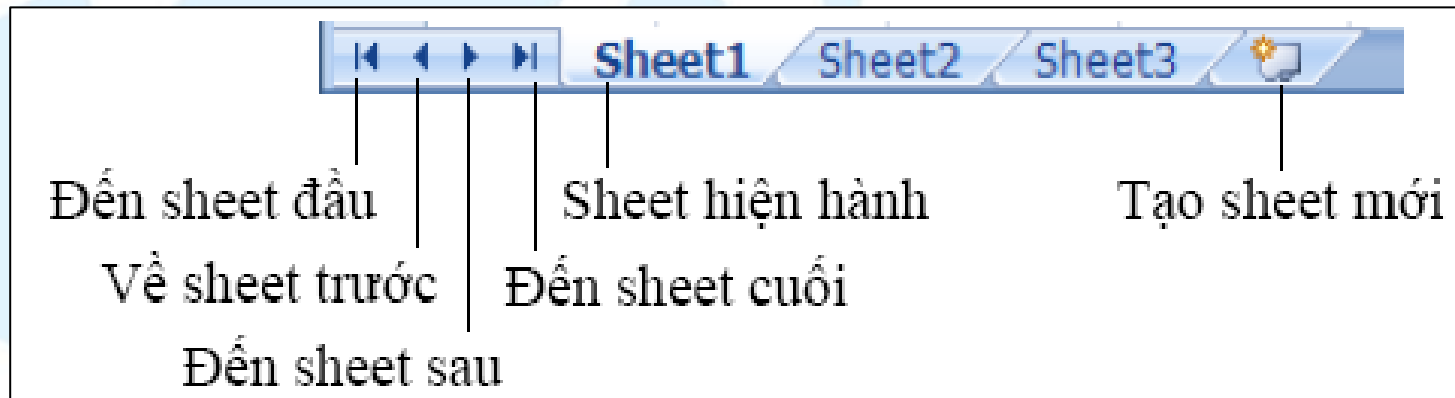 Sheet1 Sheet2 Sheet3
Đến sheet đầu Sheet hiện hành Tạo sheet mới
Về sheet trước Đến sheet cuối
Đến sheet sau